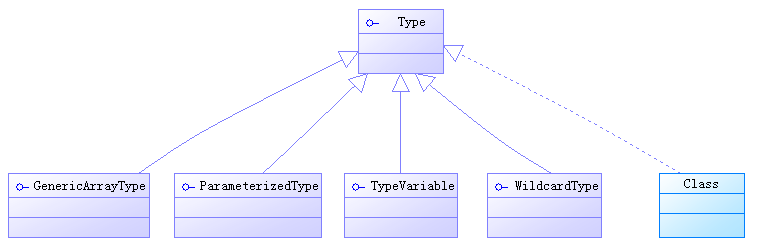 Type
GenericArrayType
ParameterizedType
TypeVariable
WildcardType
Class